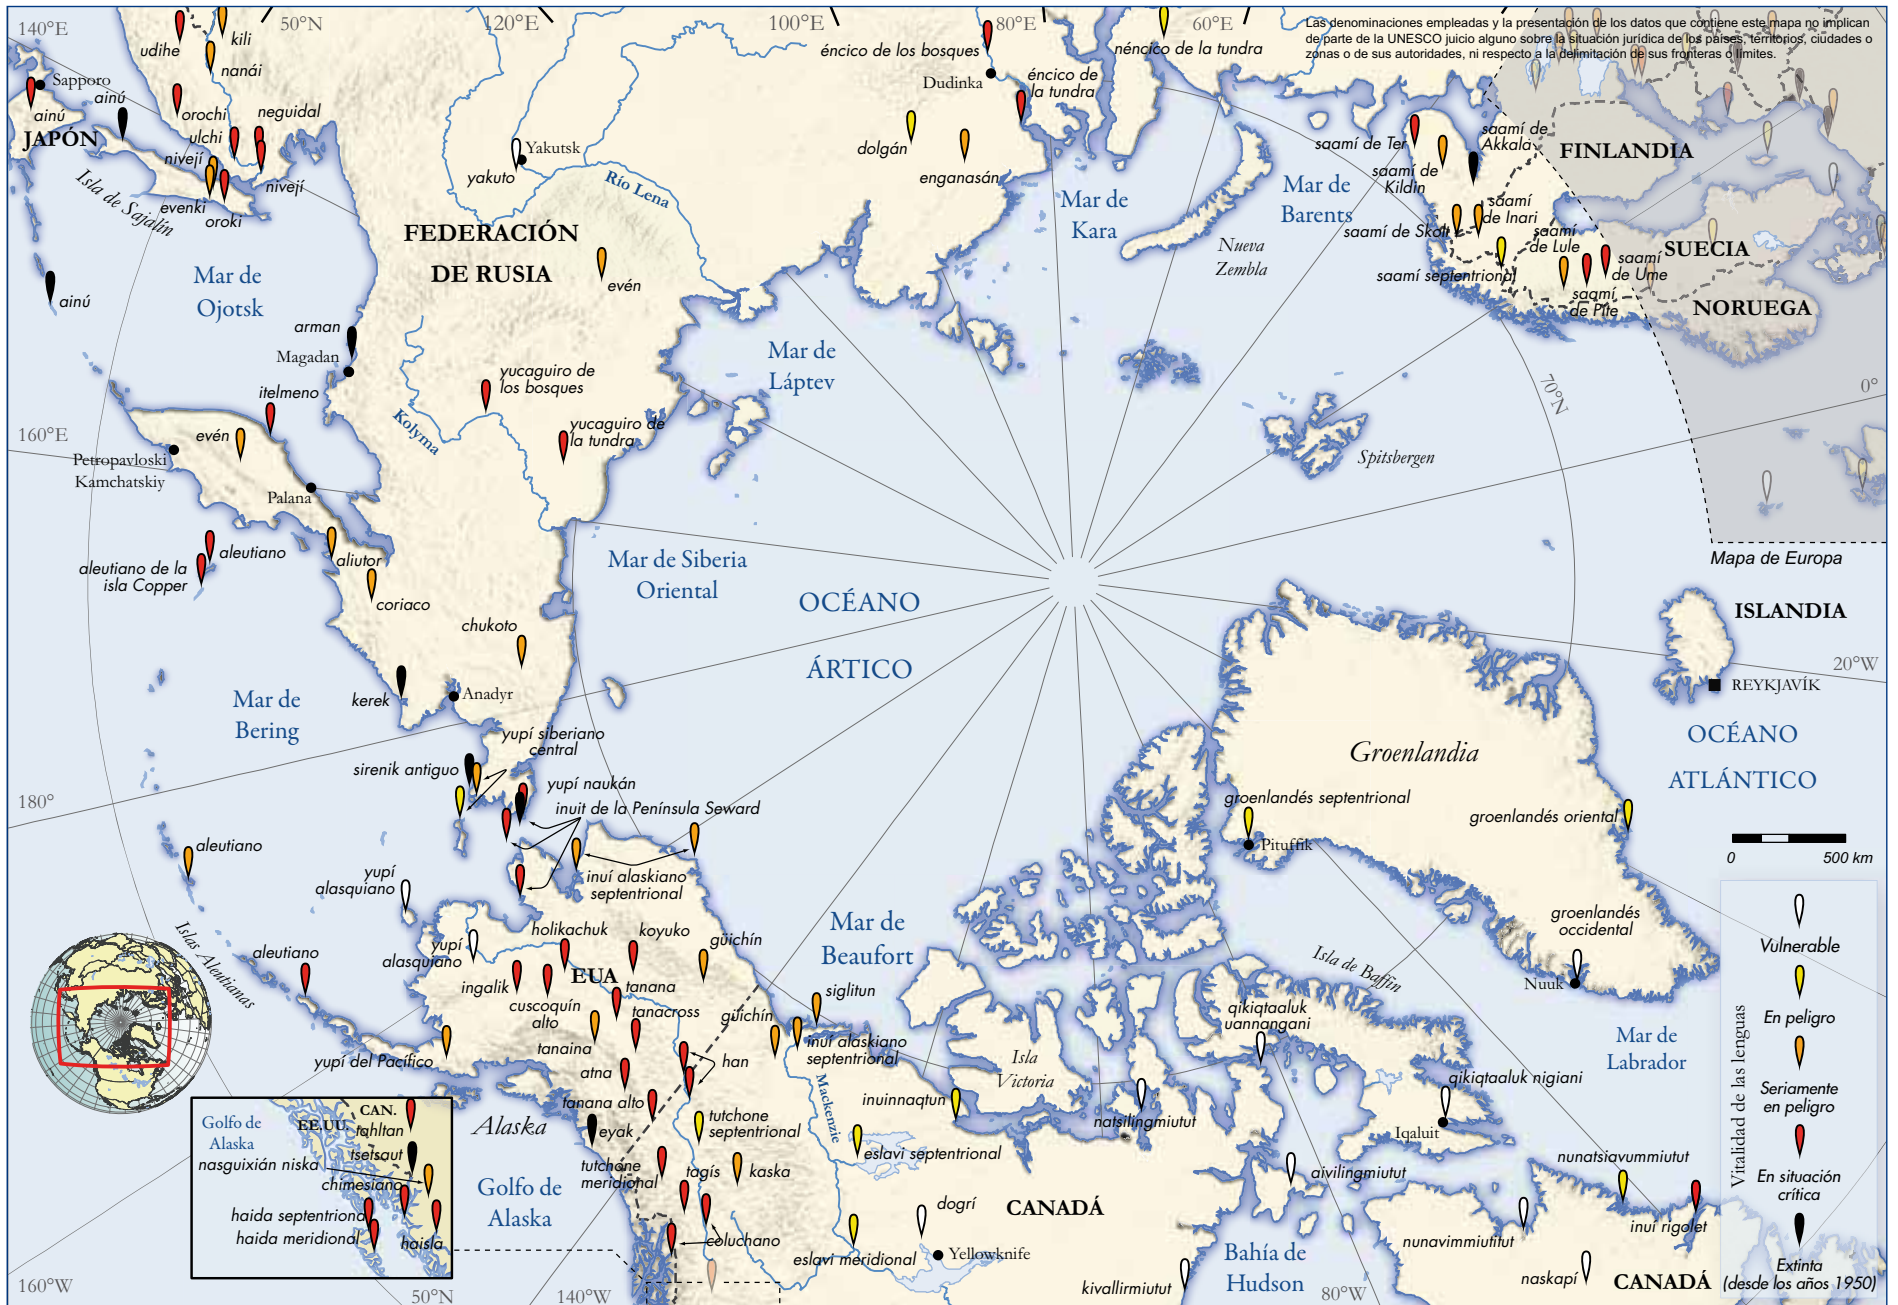 140°E
50°N
120°E
100°E
80°E
60°E
Las denominaciones empleadas y la presentación de los datos que contiene este mapa no implican
de parte de la UNESCO juicio alguno sobre la situación jurídica de los países, territorios, ciudades o
zonas o de sus autoridades, ni respecto a la delimitación de sus fronteras o límites.
udihe
kili
nanái
éncico de los bosques
Dudinka
néncico de la tundra
éncico de
la tundra
Sapporo
ainú
ainú
JAPÓN
orochi
ulchi
neguidal
nivejí
nivejí
evenki
oroki
Isla de Sajalín
Yakutsk
yakuto
Río Lena
dolgán
enganasán
saamí de Ter
saamí de
Kildin
saamí de
Akkala
FINLANDIA
saamí
de Inari
saamí de Skolt
saamí
de Lule
saamí septentrional
saamí
de Ume
saamí
de Pite
SUECIA
NORUEGA
Mar de
Kara
Mar de
Barents
Nueva
Zembla
FEDERACIÓN
DE RUSIA
evén
Mar de
Ojotsk
ainú
arman
Magadan
Mar de
Láptev
70°N
0°
itelmeno
yucaguiro de
los bosques
yucaguiro de
la tundra
Kolyma
160°E
evén
Petropavloski
Kamchatskiy
Palana
Spitsbergen
aleutiano
aleutiano de la
isla Copper
aliutor
coriaco
Mar de Siberia
Oriental
OCÉANO
ÁRTICO
Mapa de Europa
ISLANDIA
20°W
REYKJAVÍK
chukoto
kerek
Anadyr
Mar de
Bering
yupí siberiano
central
sirenik antiguo
yupí naukán
inuit de la Península Seward
180°
Groenlandia
OCÉANO
ATLÁNTICO
groenlandés septentrional
Pituffik
groenlandés oriental
0
500 km
aleutiano
yupí
alasquiano
inuí alaskiano
septentrional
Mar de
Beaufort
groenlandés
occidental
Nuuk
Isla de Baffin
Islas Aleutianas
aleutiano
yupí
alasquiano
holikachuk
koyuko
güichín
ingalik
EUA
cuscoquín
alto
tanana
tanacross
tanaina
güichín
siglitun
inuí alaskiano
septentrional
qikiqtaaluk
uannangani
Mar de
Labrador
yupí del Pacífico
atna
han
Mackenzie
Isla
Victoria
qikiqtaaluk nigiani
inuinnaqtun
natsilingmiutut
Iqaluit
tanana alto
Alaska
eyak
tutchone
septentrional
eslavi septentrional
tutchone
meridional
tagís
kaska
Golfo de
Alaska
coluchano
eslavi meridional
dogrí
Yellowknife
CANADÁ
kivallirmiutut
Bahía de
Hudson
aivilingmiutut
nunatsiavummiutut
nunavimmiutitut
inuí rigolet
naskapí
CANADÁ
Golfo de
Alaska
CAN.
EE.UU.
tahltan
tsetsaut
nasguixián niska
chimesiano
haida septentrional
haida meridional
haisla
160°W
50°N
140°W
80°W
Vitalidad de las lenguas
Vulnerable
En peligro
Seriamente
en peligro
En situación
crítica
Extinta
(desde los años 1950)